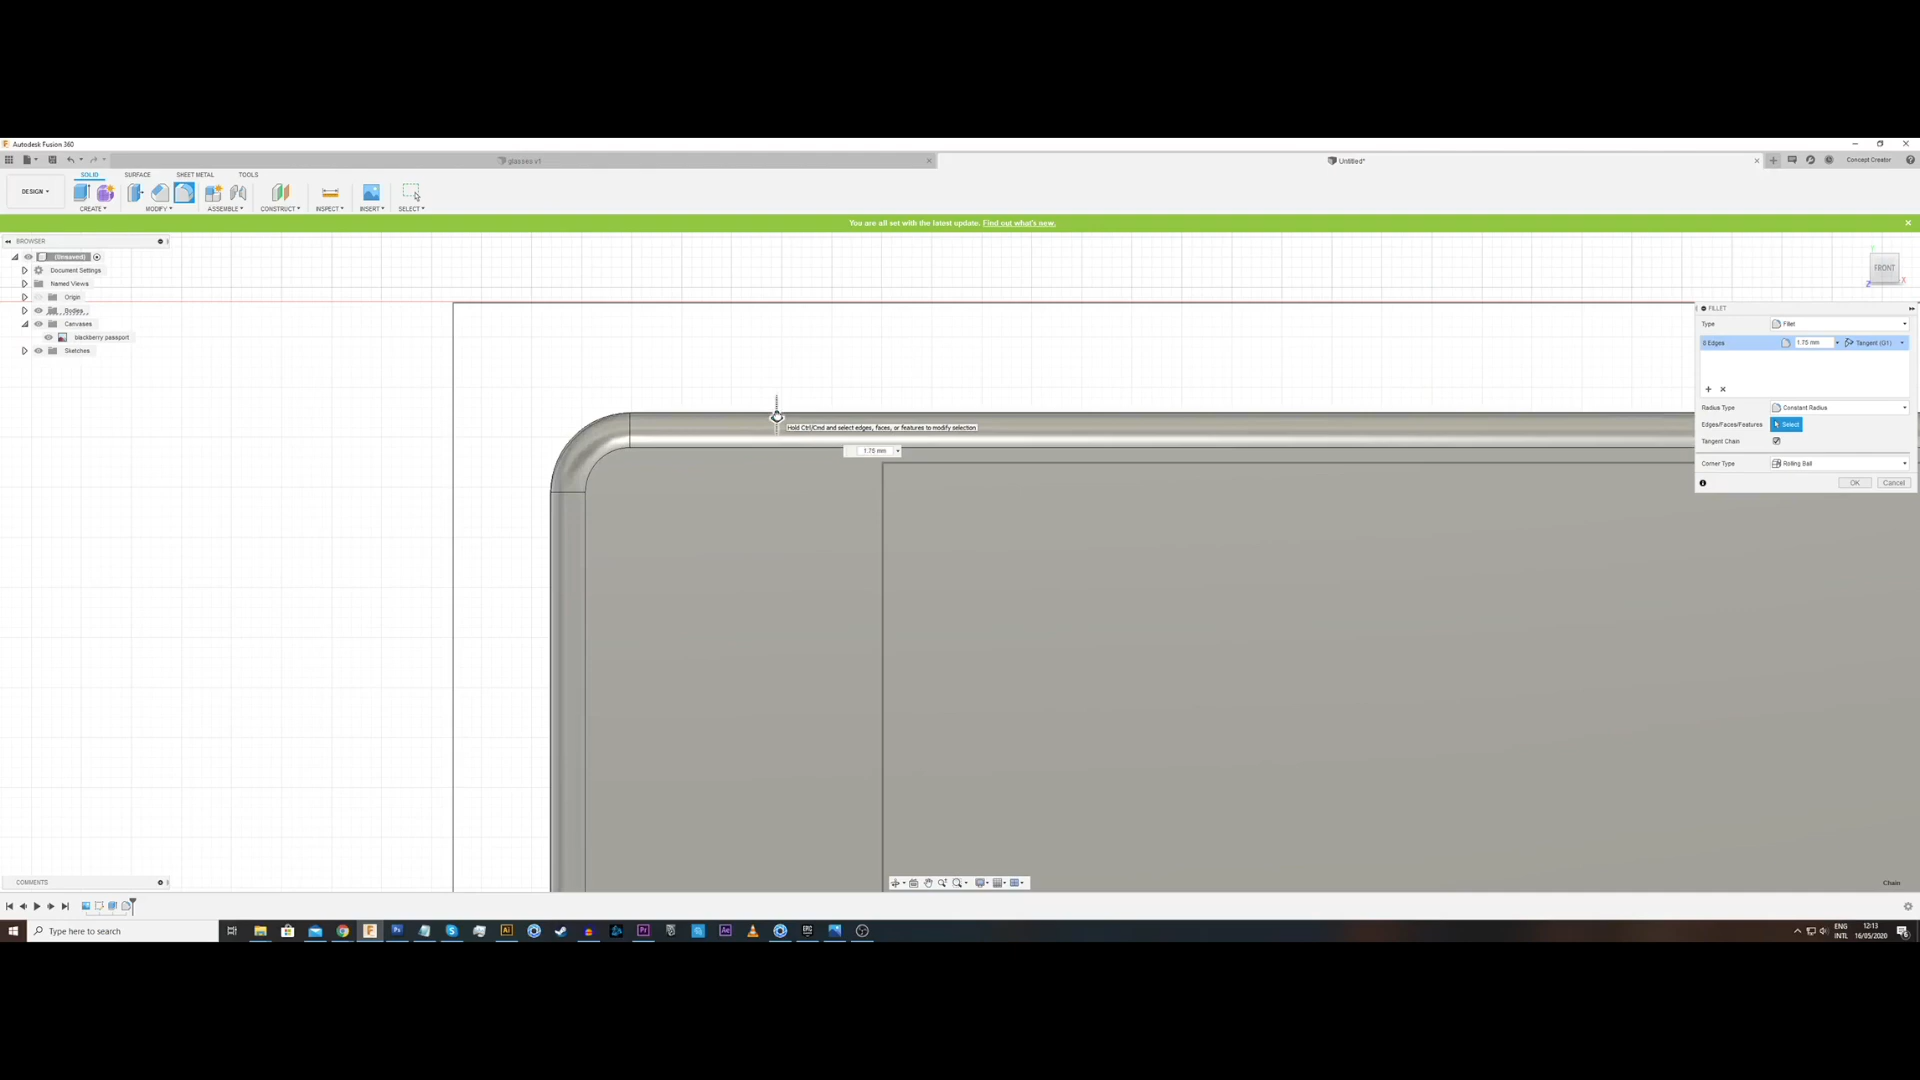 Autodesk Fusion 360
glasses v1
Untitled*
Concept Creator
SOLID SURFACE SHEET METAL TOOLS
DESIGN
CREATE MODIFY ASSEMBLE CONSTRUCT INSPECT INSERT SELECT
You are all set with the latest update. Find out what's new.
BROWSER
(Unsaved)
Document Settings
Named Views
Origin
Bodies
Canvases
blackberry passport
Sketches
FRONT
Y
X
Z
FILLET
Type Fillet
8 Edges 1.75 mm Tangent (G1)
Radius Type Constant Radius
Edges/Faces/Features Select
Tangent Chain
Corner Type Rolling Ball
OK Cancel
Hold Ctrl/Cmd and select edges, faces, or features to modify selection
1.75 mm
COMMENTS
Chain
Type here to search
ENG
INTL
12:13
16/05/2020